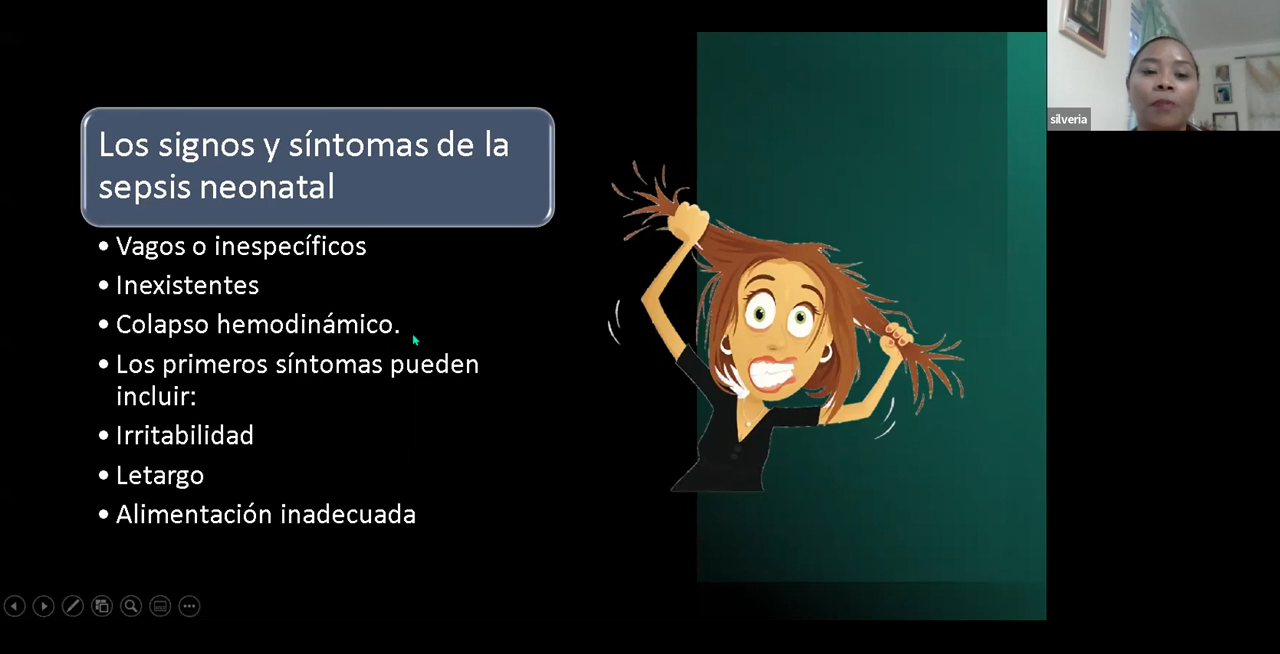 Los signos y síntomas de la
sepsis neonatal
• Vagos o inespecíficos
• Inexistentes
• Colapso hemodinámico.
• Los primeros síntomas pueden
incluir:
• Irritabilidad
• Letargo
• Alimentación inadecuada
silveria